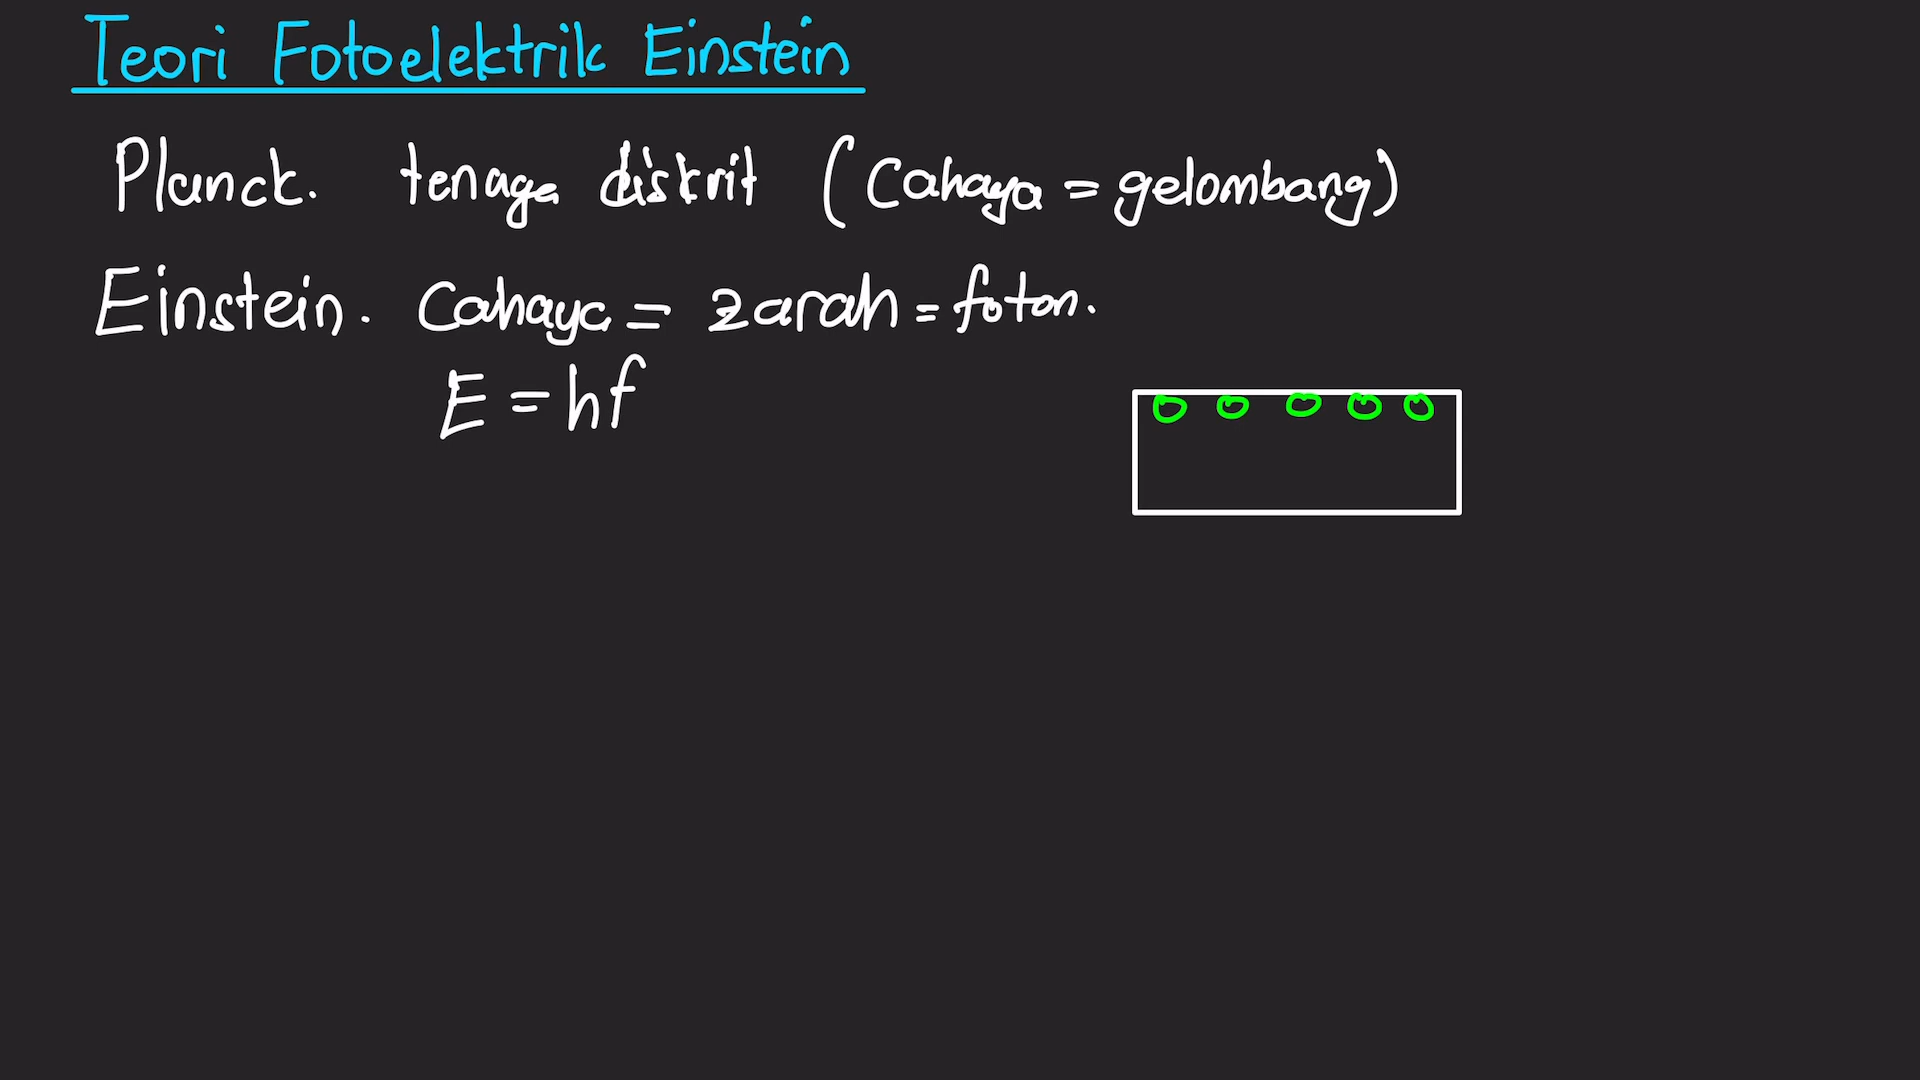 Teori Fotoelektrik Einstein
Planck. tenaga diskrit (Cahaya = gelombang)
Einstein. Cahaya = zarah = foton.
E = hf